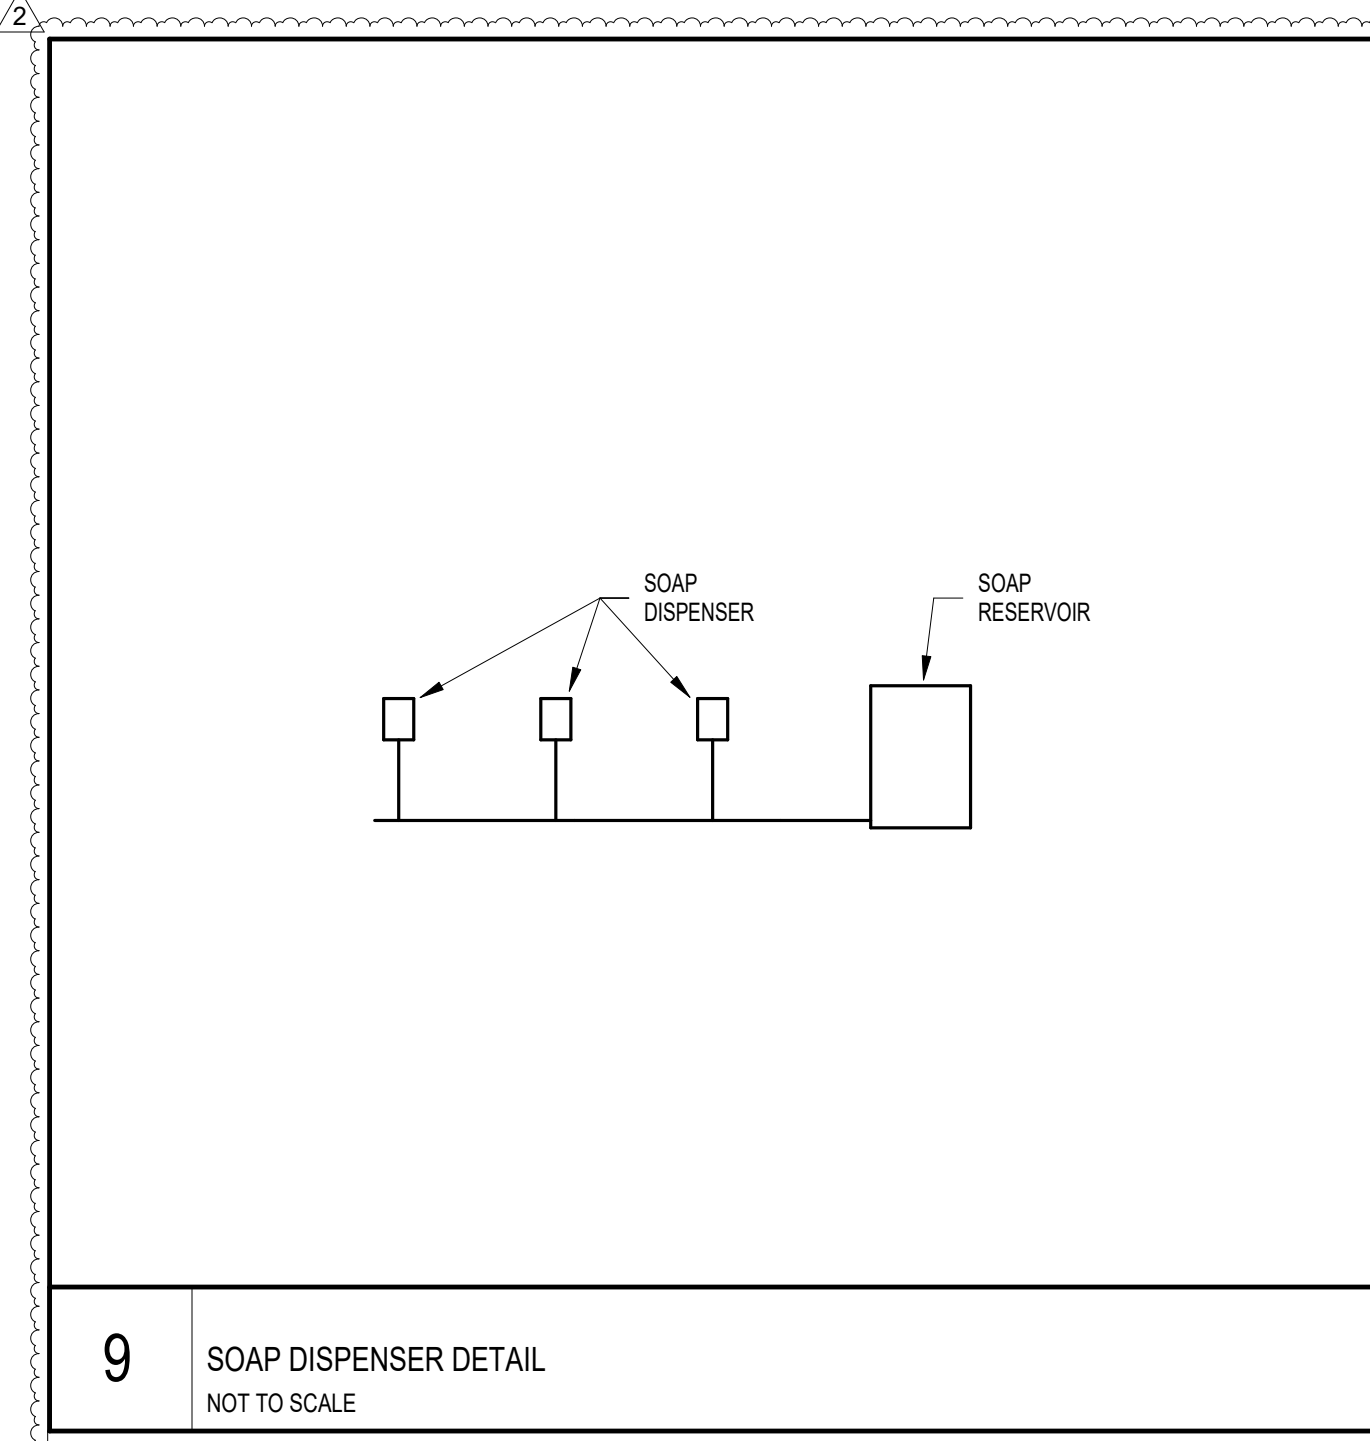 2
SOAP
DISPENSER
SOAP
RESERVOIR
9
SOAP DISPENSER DETAIL
NOT TO SCALE